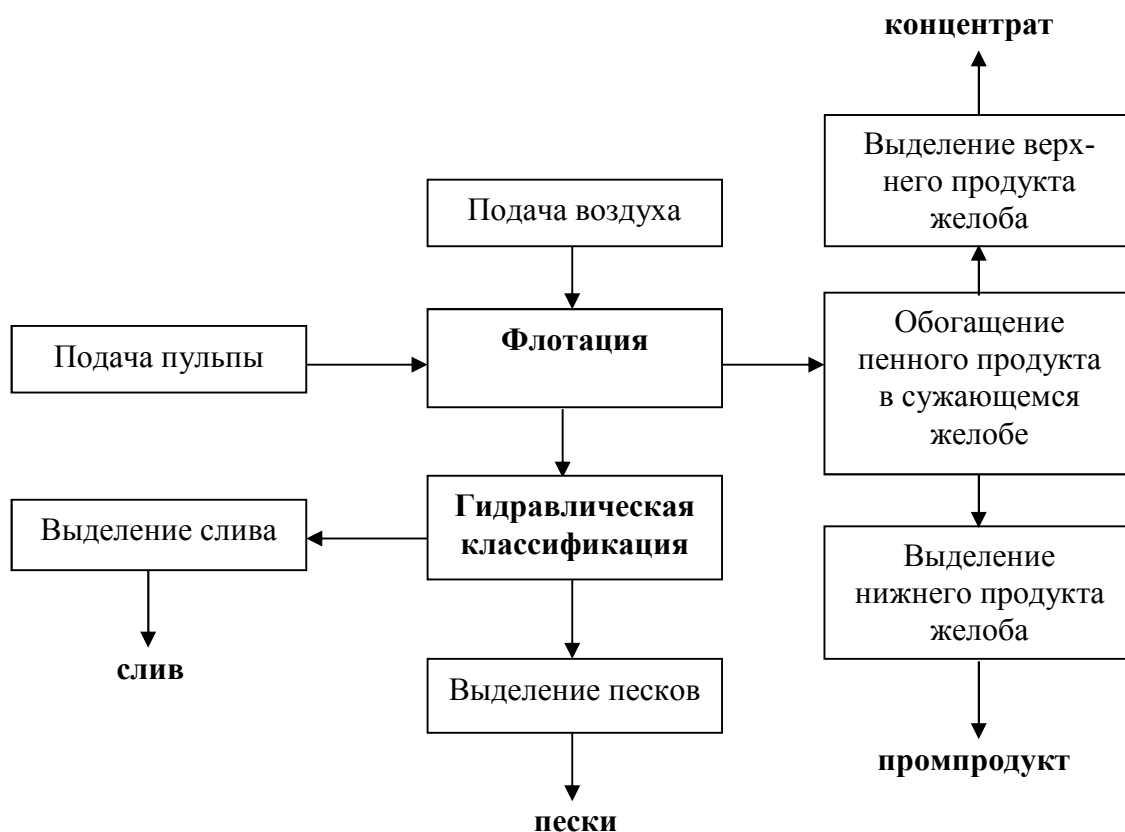 концентрат
Выделение верх-
него продукта
желоба
Подача воздуха
Обогащение
пенного продукта
в сужающемся
желобе
Флотация
Подача пульпы
Гидравлическая
классификация
Выделение слива
Выделение
нижнего продукта
желоба
слив
Выделение песков
промпродукт
пески